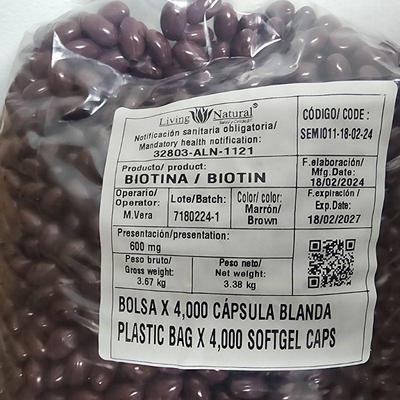 Living Natural®
Notificación sanitaria obligatoria/
Mandatory health notification:
32803-ALN-1121
CÓDIGO/ CODE :
SEMI011-18-02-24
Producto/ product:
BIOTINA / BIOTIN
F.elaboración/
Mfg.Date:
18/02/2024
Operario/
Operator:
M.Vera
Lote/Batch:
7180224-1
Color/ color:
Marrón/
Brown
F.expiración /
Exp.Date:
18/02/2027
Presentación/presentation:
600 mg
Peso bruto/
Gross weight:
3.67 kg
Peso neto/
Net weight:
3.38 kg
BOLSA X 4,000 CÁPSULA BLANDA
PLASTIC BAG X 4,000 SOFTGEL CAPS